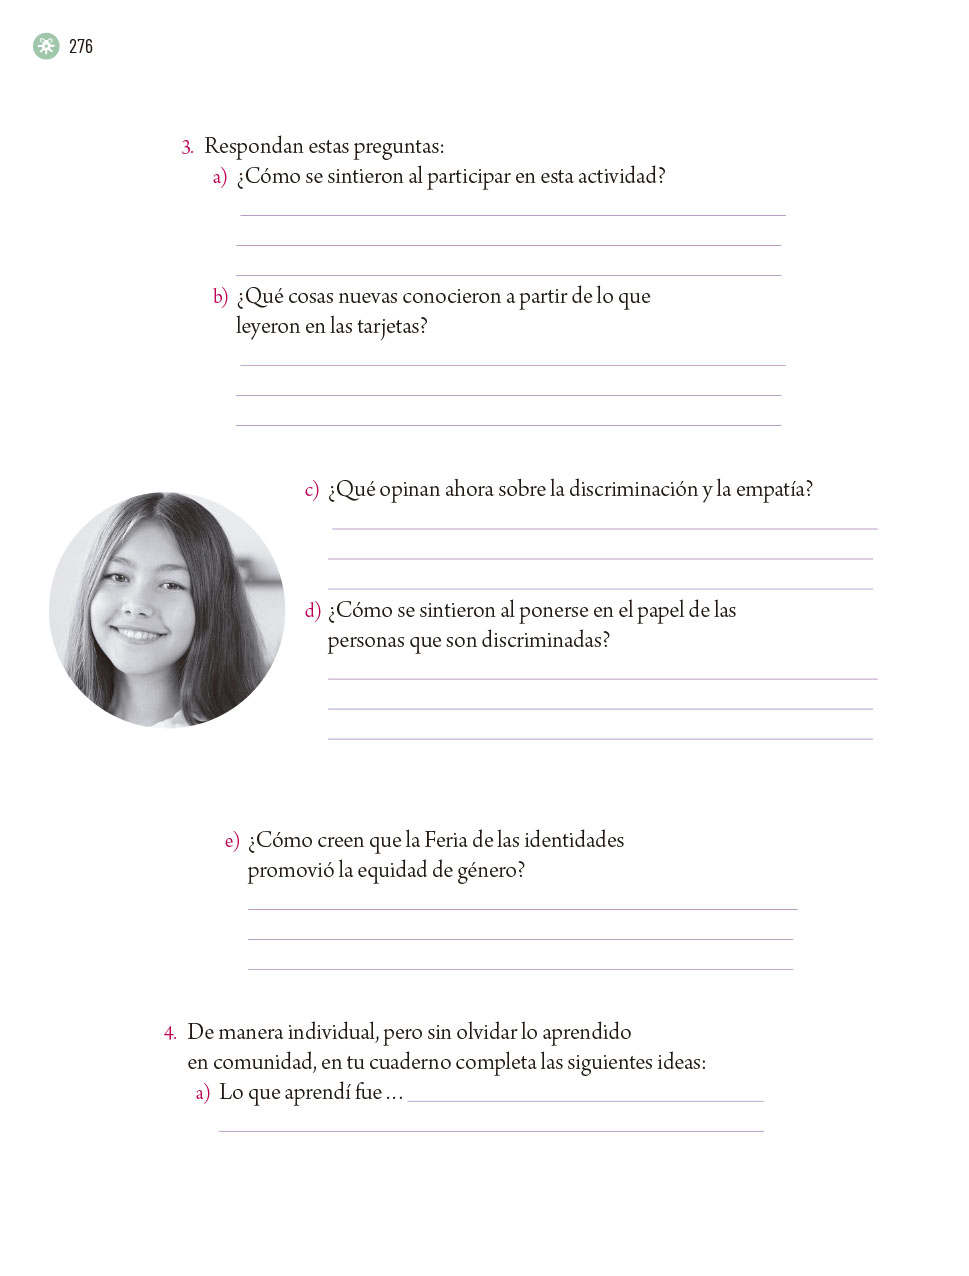 276
3. Respondan estas preguntas:
a) ¿Cómo se sintieron al participar en esta actividad?
b) ¿Qué cosas nuevas conocieron a partir de lo que
leyeron en las tarjetas?
c) ¿Qué opinan ahora sobre la discriminación y la empatía?
d) ¿Cómo se sintieron al ponerse en el papel de las
personas que son discriminadas?
e) ¿Cómo creen que la Feria de las identidades
promovió la equidad de género?
4. De manera individual, pero sin olvidar lo aprendido
en comunidad, en tu cuaderno completa las siguientes ideas:
a) Lo que aprendí fue ...